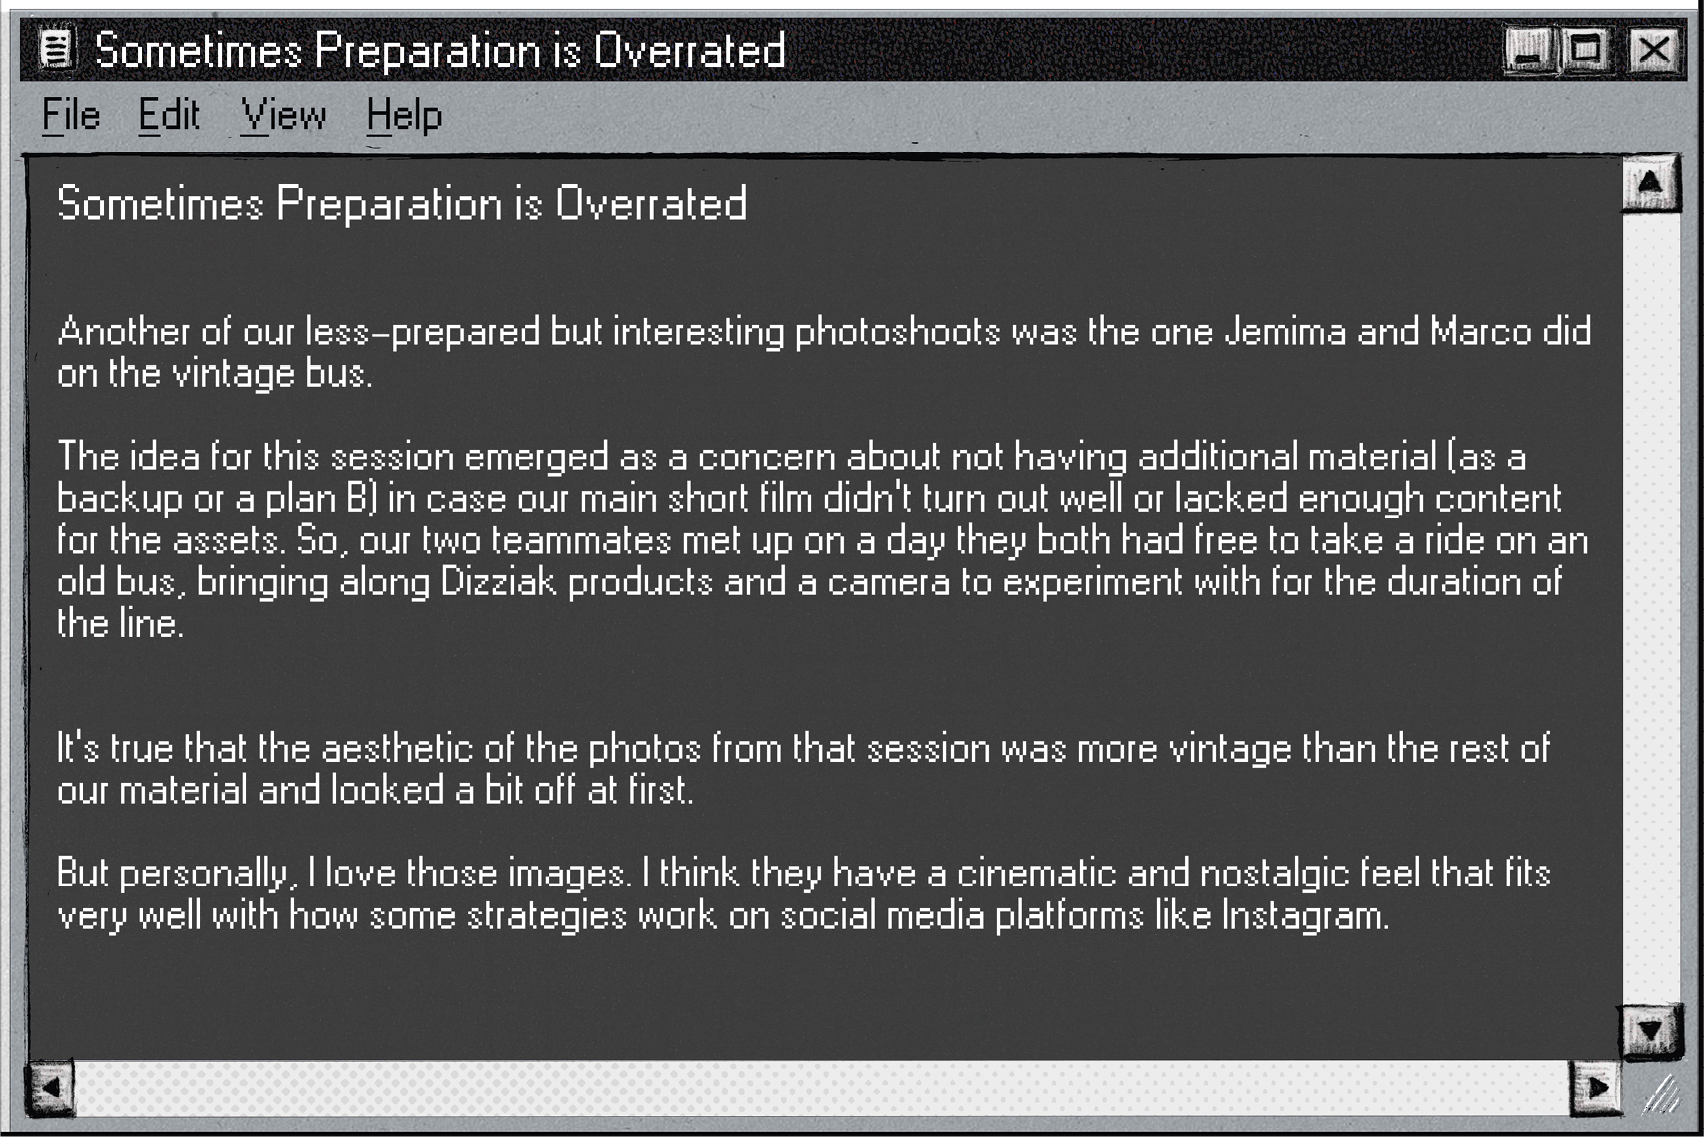 Sometimes Preparation is Overrated
File Edit View Help
Sometimes Preparation is Overrated
Another of our less-prepared but interesting photoshoots was the one Jemima and Marco did
on the vintage bus.
The idea for this session emerged as a concern about not having additional material (as a
backup or a plan B) in case our main short film didn't turn out well or lacked enough content
for the assets. So, our two teammates met up on a day they both had free to take a ride on an
old bus, bringing along Dizziak products and a camera to experiment with for the duration of
the line.
It's true that the aesthetic of the photos from that session was more vintage than the rest of
our material and looked a bit off at first.
But personally, I love those images. I think they have a cinematic and nostalgic feel that fits
very well with how some strategies work on social media platforms like Instagram.